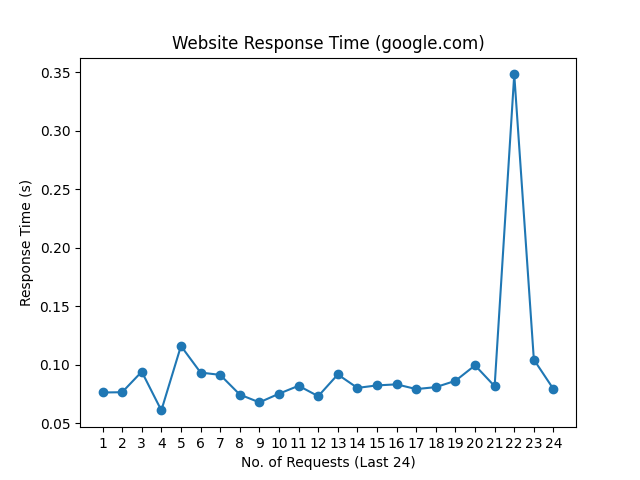 Website Response Time (google.com)
0.35
0.30
0.25
0.20
0.15
0.10
0.05
Response Time (s)
1 2 3 4 5 6 7 8 9 10 11 12 13 14 15 16 17 18 19 20 21 22 23 24
No. of Requests (Last 24)